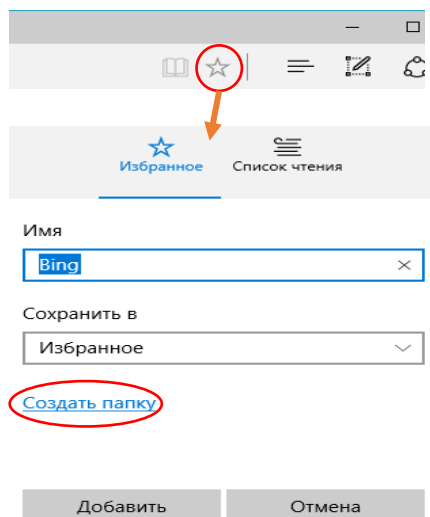 Избранное Список чтения
Имя
Bing
Сохранить в
Избранное
Создать папку
Добавить Отмена